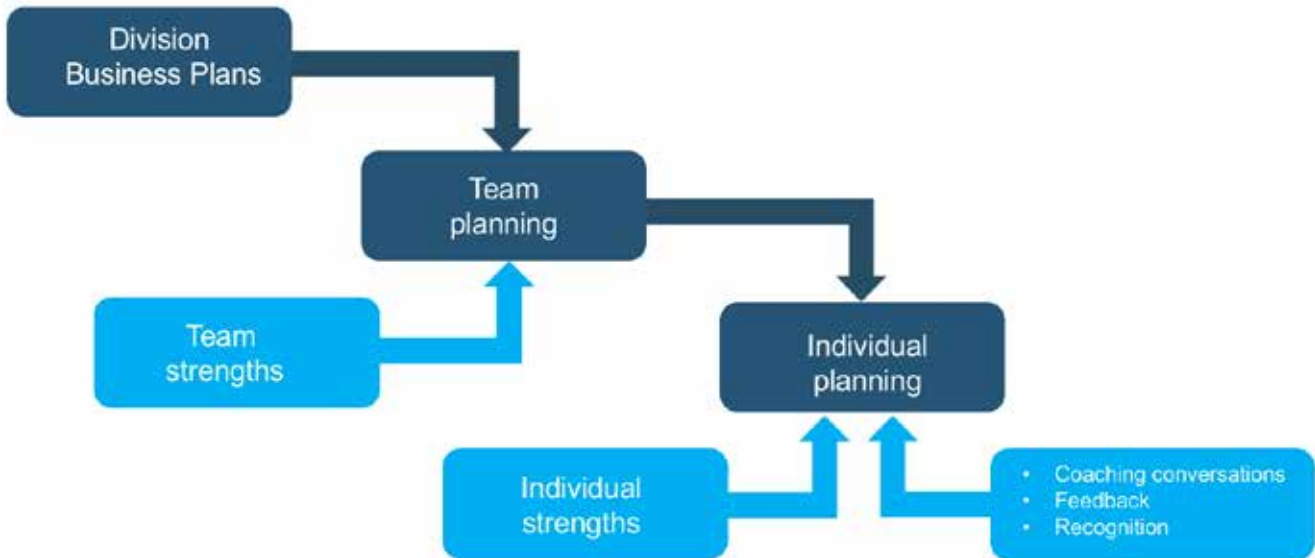 Division
Business Plans
Team
planning
Team
strengths
Individual
planning
Individual
strengths
• Coaching conversations
• Feedback
• Recognition